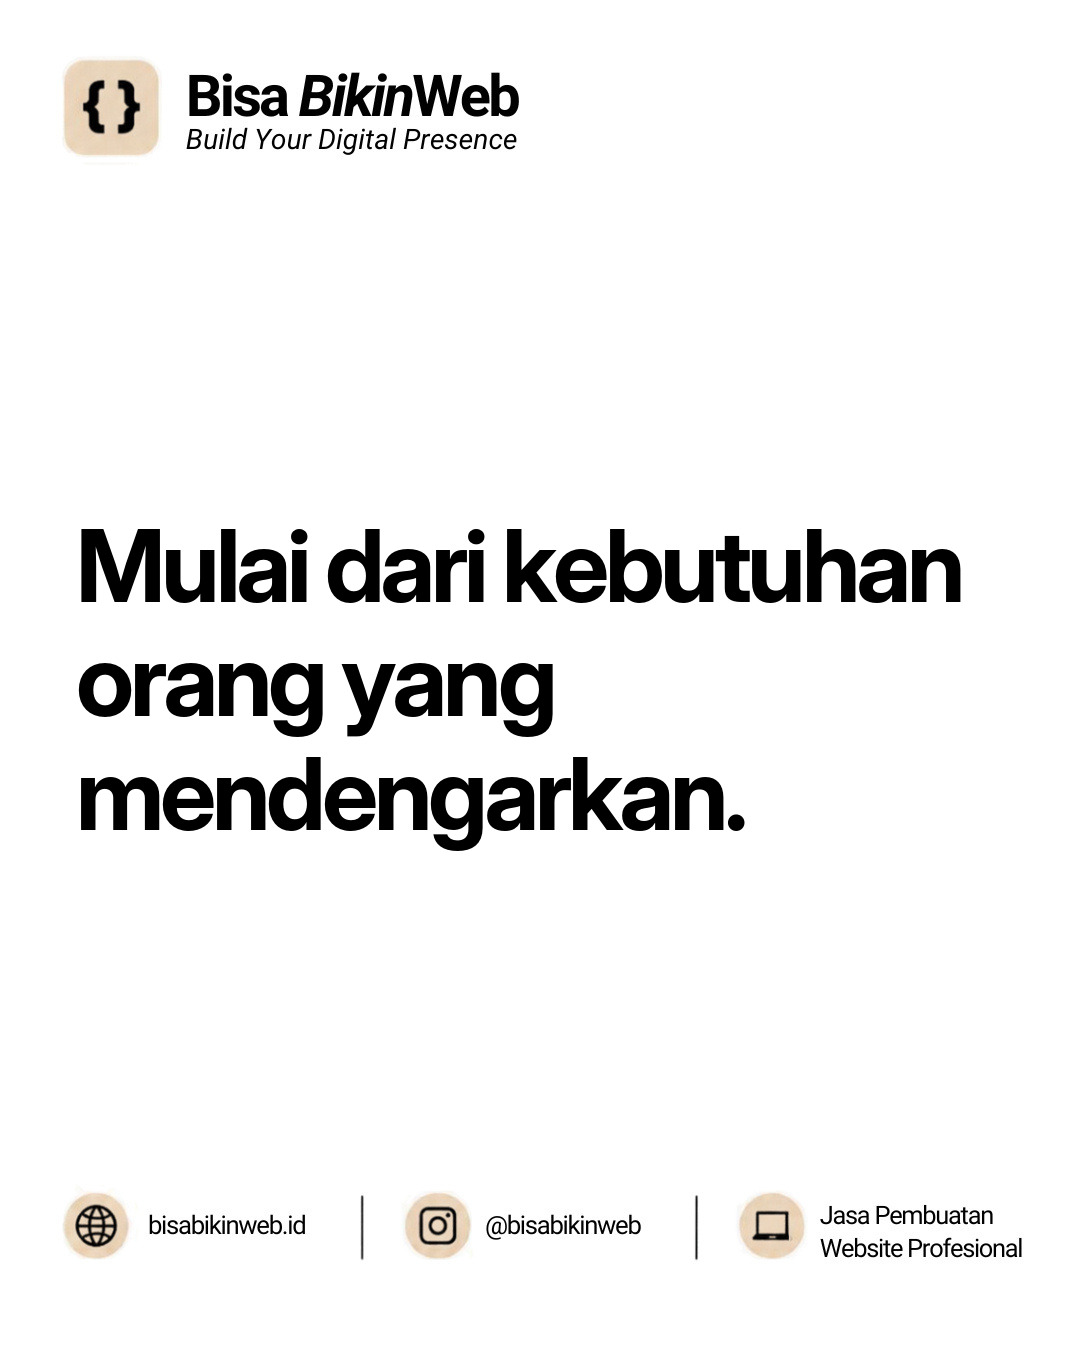 { }
Bisa BikinWeb
Build Your Digital Presence
Mulai dari kebutuhan
orang yang
mendengarkan.
bisabikinweb.id
@bisabikinweb
Jasa Pembuatan
Website Profesional